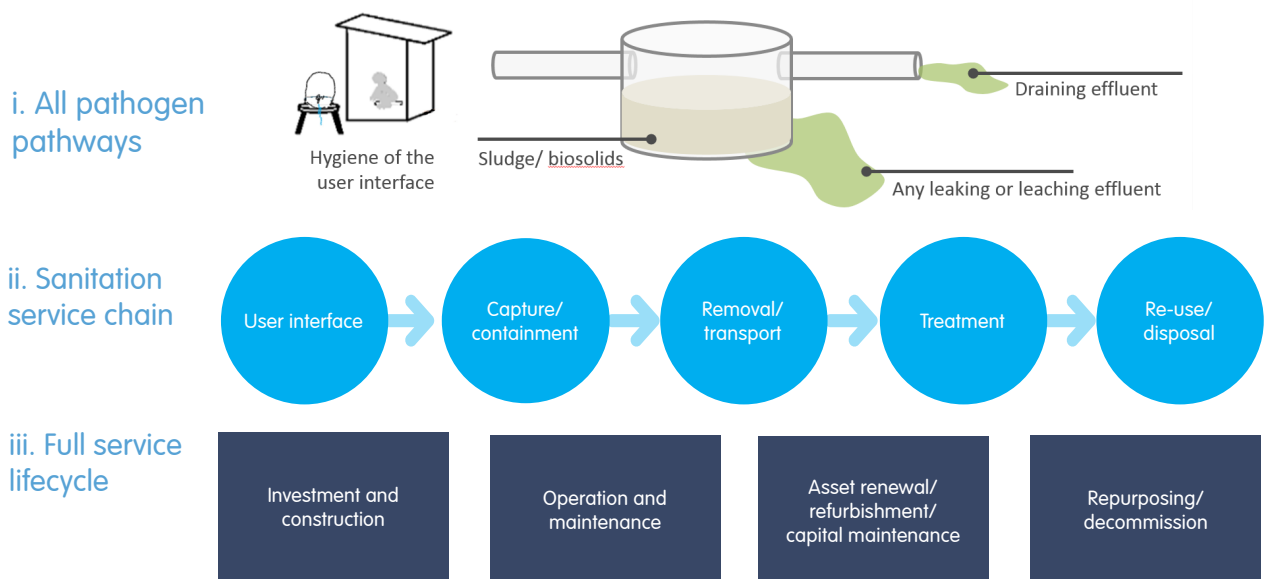 i. All pathogen
pathways
Hygiene of the
user interface
Sludge/ biosolids
Draining effluent
Any leaking or leaching effluent
ii. Sanitation
service chain
User interface
Capture/
containment
Removal/
transport
Treatment
Re-use/
disposal
iii. Full service
lifecycle
Investment and
construction
Operation and
maintenance
Asset renewal/
refurbishment/
capital maintenance
Repurposing/
decommission